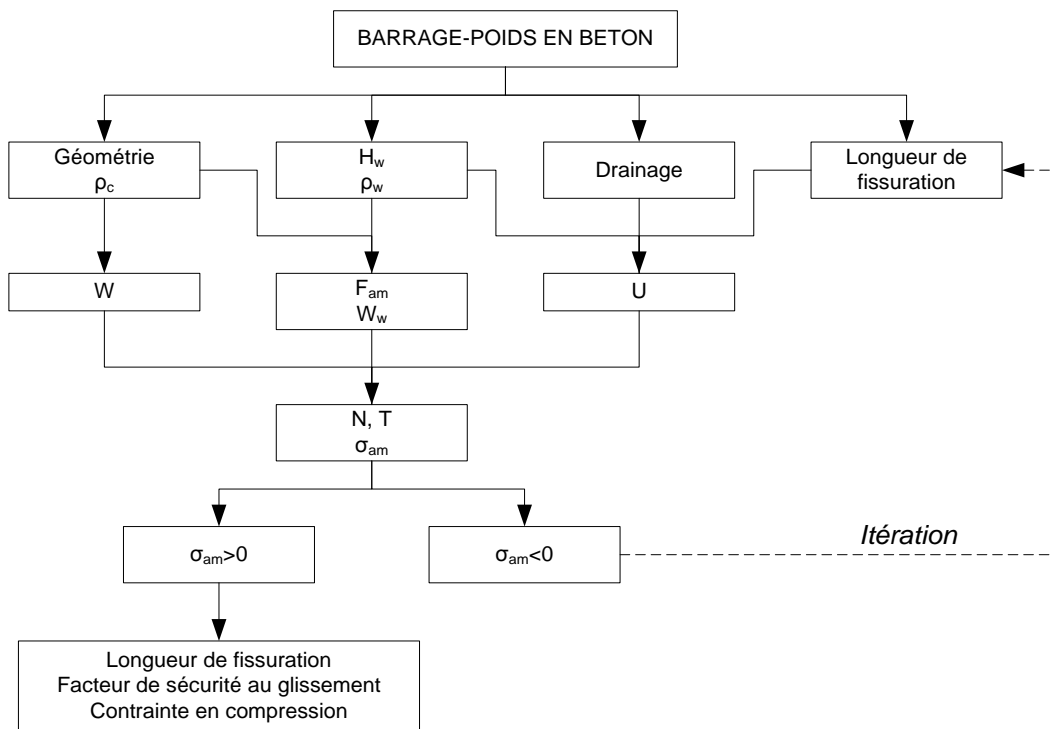 BARRAGE-POIDS EN BETON
Géométrie
ρc
Hw
ρw
Drainage
Longueur de
fissuration
W
Fam
Ww
U
N, T
σam
σam>0
σam<0
Itération
Longueur de fissuration
Facteur de sécurité au glissement
Contrainte en compression